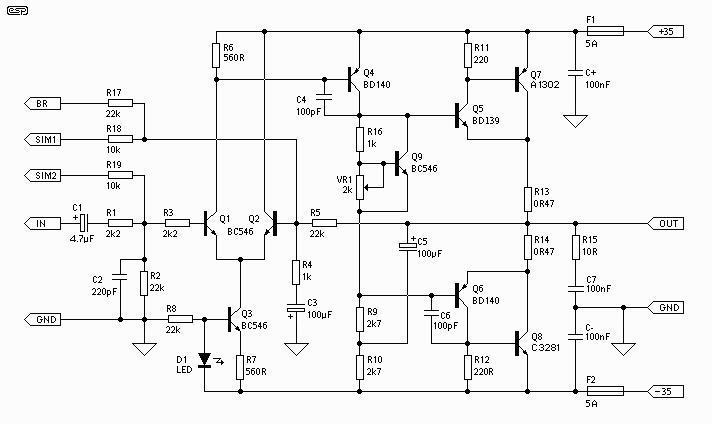 esp
F1
5A
+35
R6
560R
R11
220
Q4
BD140
Q7
A1302
C+
100nF
C4
100pF
R17
22k
BR
Q5
BD139
R16
1k
R18
10k
SIM1
Q9
BC546
R19
10k
SIM2
VR1
2k
R13
0R47
C1
+
4.7µF
IN
R1
2k2
R3
2k2
Q1
Q2
BC546
R5
22k
OUT
+
C5
100µF
R14
0R47
R15
10R
R4
1k
C2
220pF
R2
22k
Q6
BD140
C7
100nF
C3
100µF
+
GND
R8
22k
Q3
BC546
R9
2k7
C6
100pF
GND
Q8
C3281
C-
100nF
D1
LED
R7
560R
R10
2k7
R12
220R
F2
5A
-35